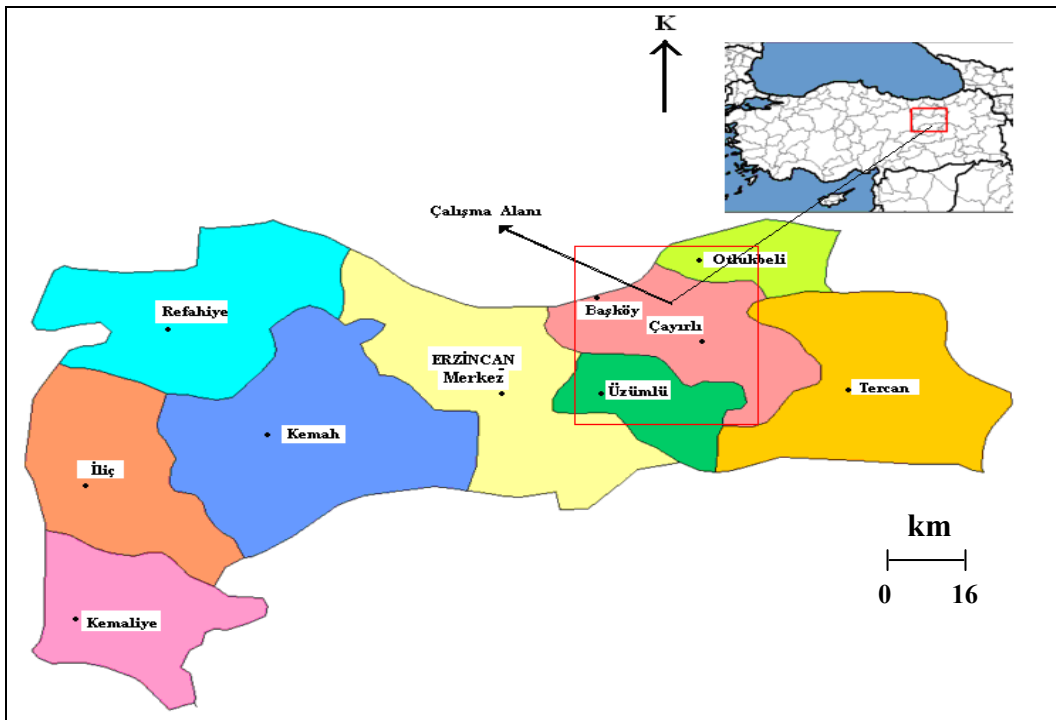 K
Çalışma Alanı
Otlukbeli
Refahiye
Başköy
Çayırlı
ERZİNCAN
Merkez
Üzümlü
Tercan
Kemah
İliç
km
0 16
Kemaliye